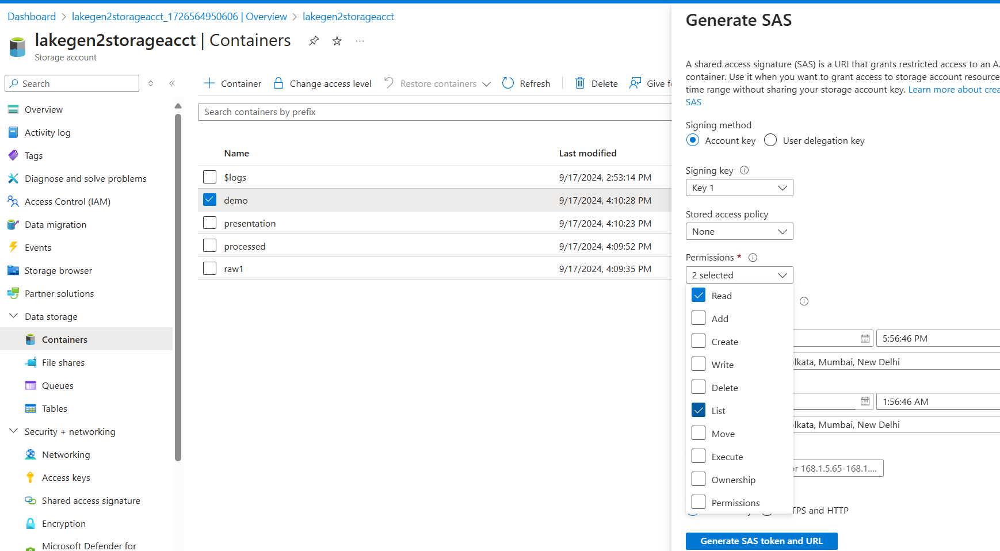 Dashboard > lakegen2storageacct_1726564950606 | Overview > lakegen2storageacct
lakegen2storageacct | Containers
Storage account
Search
Overview
Activity log
Tags
Diagnose and solve problems
Access Control (IAM)
Data migration
Events
Storage browser
Partner solutions
Data storage
Containers
File shares
Queues
Tables
Security + networking
Networking
Access keys
Shared access signature
Encryption
Microsoft Defender for
Container Change access level Restore containers Refresh Delete Give
Search containers by prefix
Name Last modified
$logs 9/17/2024, 2:53:14 PM
demo 9/17/2024, 4:10:28 PM
presentation 9/17/2024, 4:10:23 PM
processed 9/17/2024, 4:09:52 PM
raw1 9/17/2024, 4:09:35 PM
Generate SAS
A shared access signature (SAS) is a URI that grants restricted access to an
container. Use it when you want to grant access to storage account resource
time range without sharing your storage account key. Learn more about
SAS
Signing method
Account key User delegation key
Signing key
Key 1
Stored access policy
None
Permissions *
2 selected
Read
Add
Create
Write
Delete
List
Move
Execute
Ownership
Permissions
5:56:46 PM
lkata, Mumbai, New Delhi
1:56:46 AM
lkata, Mumbai, New Delhi
or 168.1.5.65-168.1....
TPS and HTTP
Generate SAS token and URL